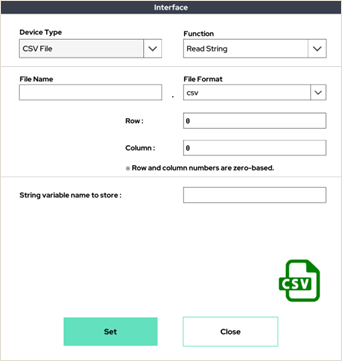 Interface
Device Type
Function
CSV File
Read String
File Name
File Format
.
csv
Row :
0
Column :
0
※ Row and column numbers are zero-based.
String variable name to store :
CSV
Set
Close